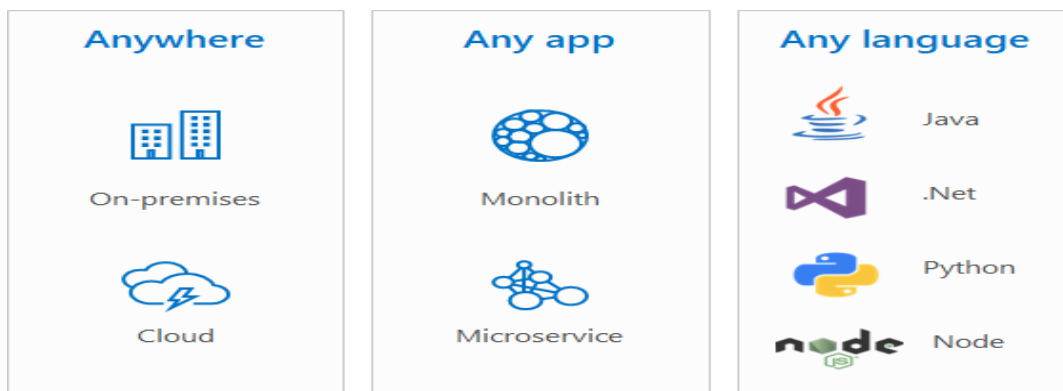 Anywhere
On-premises
Cloud
Any app
Monolith
Microservice
Any language
Java
.Net
Python
node
JS
Node